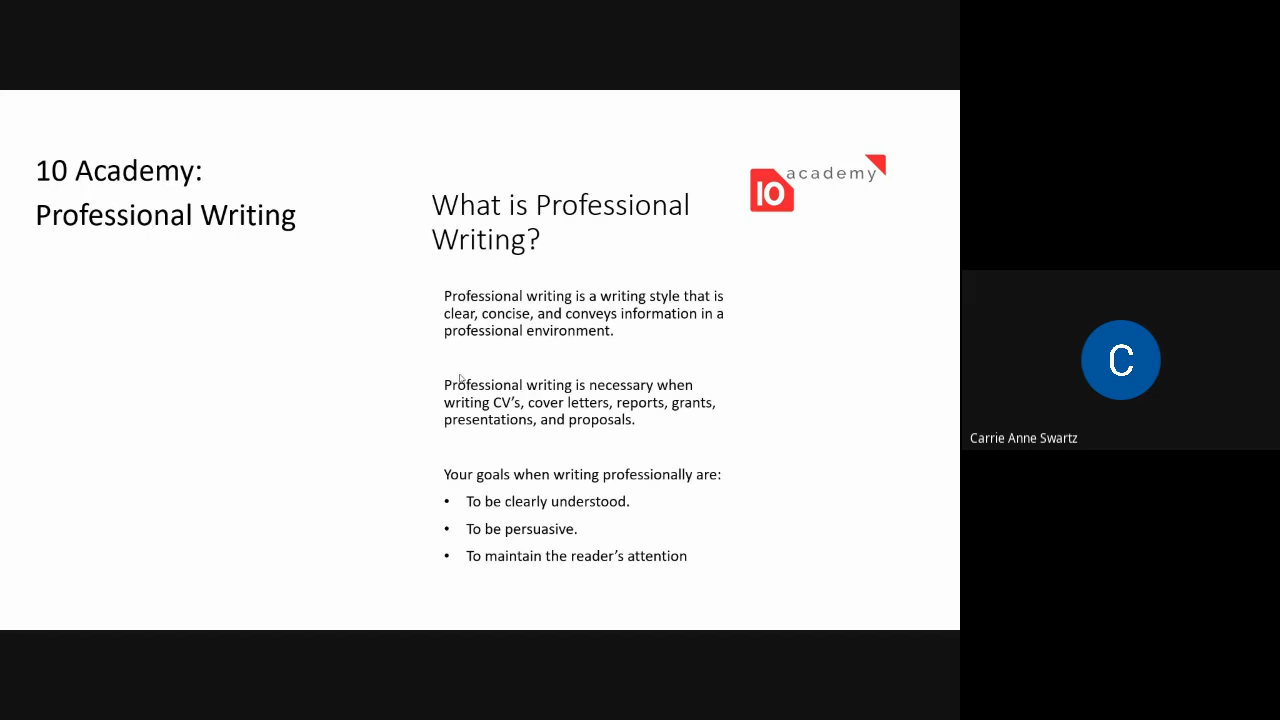 10 Academy:
Professional Writing
10 academy
What is Professional
Writing?
Professional writing is a writing style that is
clear, concise, and conveys information in a
professional environment.
Professional writing is necessary when
writing CV's, cover letters, reports, grants,
presentations, and proposals.
Your goals when writing professionally are:
• To be clearly understood.
• To be persuasive.
• To maintain the reader's attention
C
Carrie Anne Swartz